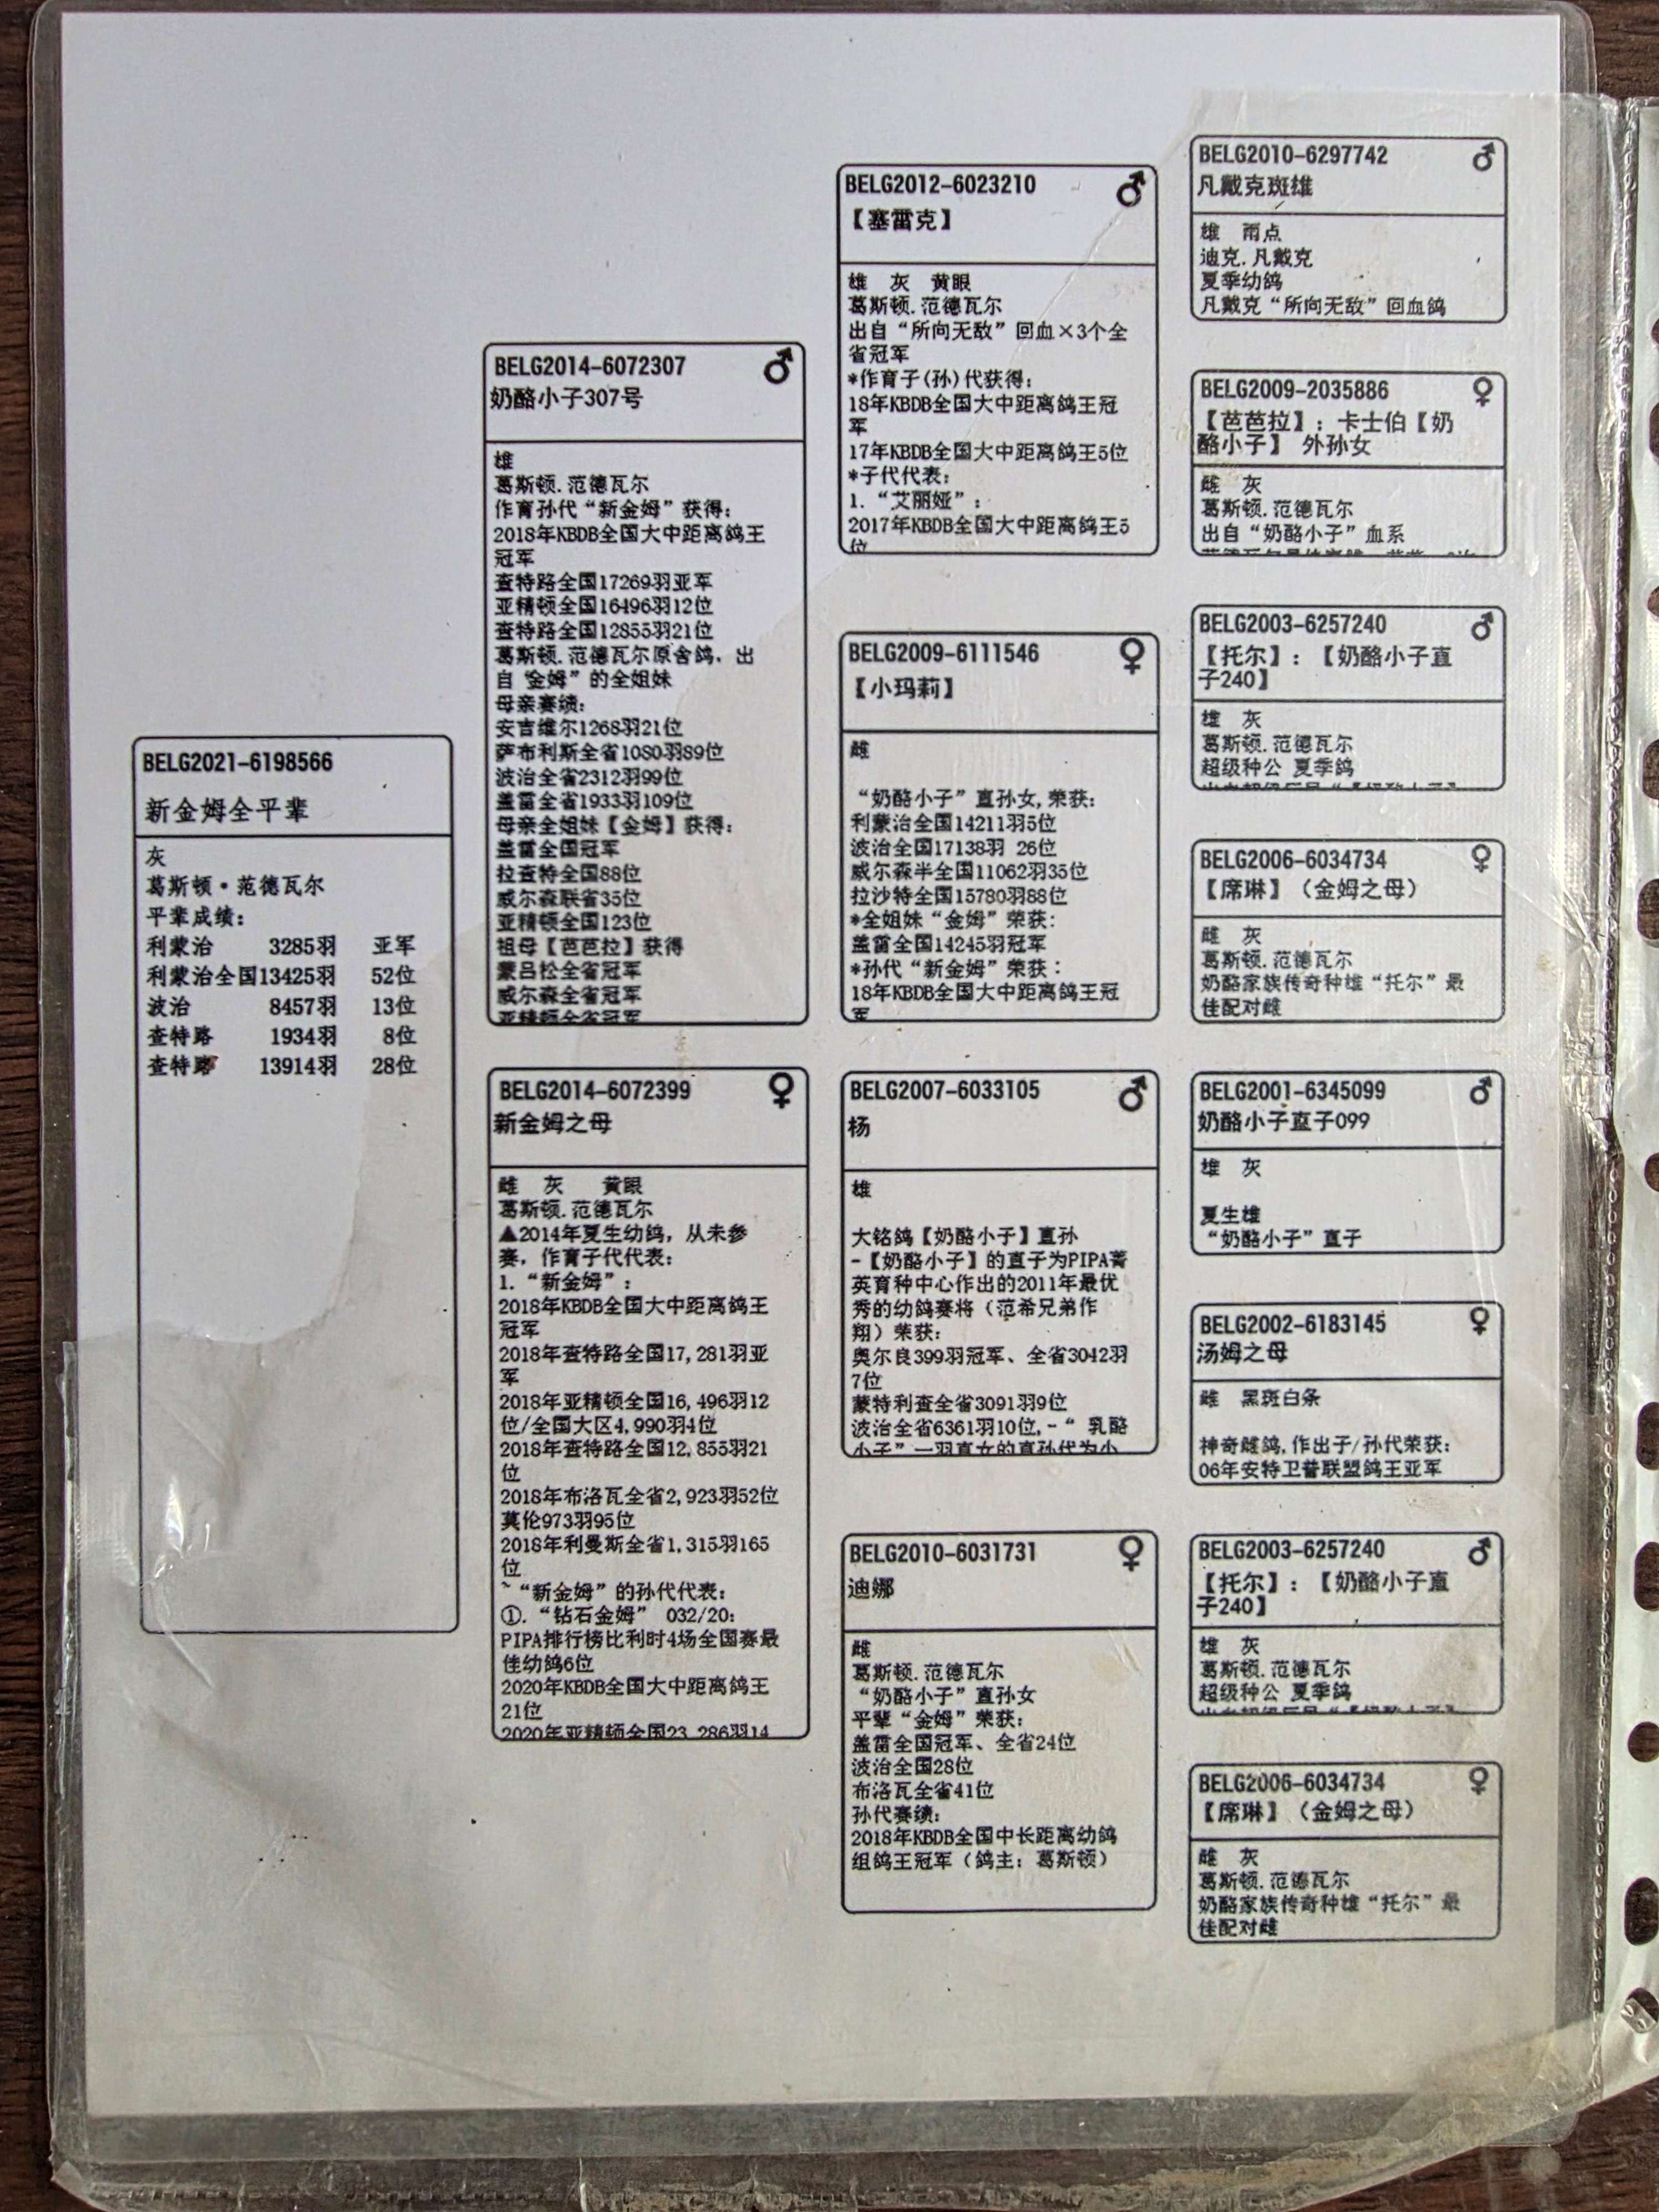 BELG2021-6198566
新金姆全平辈
灰
葛斯顿·范德瓦尔
平辈成绩:
利蒙治 3285羽 亚军
利蒙治全国13425羽 52位
波治 8457羽 13位
查特路 1934羽 8位
查特路 13914羽 28位
BELG2014-6072307 ♂
奶酪小子307号
雄
葛斯顿.范德瓦尔
作育孙代“新金姆”获得:
2018年KBDB全国大中距离鸽王
冠军
查特路全国17269羽亚军
亚精顿全国16496羽12位
查特路全国12855羽21位
葛斯顿.范德瓦尔原舍鸽, 出
自“金姆”的全姐妹
母亲赛绩:
安吉维尔1268羽21位
萨布利斯全省1080羽89位
波治全省2312羽99位
盖雷全省1933羽109位
母亲全姐妹【金姆】获得:
盖雷全国冠军
拉查特全国88位
威尔森联省35位
亚精顿全国123位
祖母【芭芭拉】获得
蒙吕松全省冠军
威尔森全省冠军
亚精顿全省冠军
BELG2014-6072399 ♀
新金姆之母
雌 灰 黄眼
葛斯顿.范德瓦尔
▲2014年夏生幼鸽, 从未参
赛, 作育子代代表:
1. “新金姆”:
2018年KBDB全国大中距离鸽王
冠军
2018年查特路全国17,281羽亚
军
2018年亚精顿全国16,496羽12
位/全国大区4,990羽4位
2018年查特路全国12,855羽21
位
2018年布洛瓦全省2,923羽52位
莫伦973羽95位
2018年利曼斯全省1,315羽165
位
~“新金姆”的孙代代表:
①. “钻石金姆” 032/20:
PIPA排行榜比利时4场全国赛最
佳幼鸽6位
2020年KBDB全国大中距离鸽王
21位
2020年亚精顿全国23,286羽14
BELG2012-6023210 ♂
【塞雷克】
雄 灰 黄眼
葛斯顿.范德瓦尔
出自“所向无敌”回血×3个全
省冠军
*作育子(孙)代获得:
18年KBDB全国大中距离鸽王冠
军
17年KBDB全国大中距离鸽王5位
*子代代表:
1. “艾丽娅”:
2017年KBDB全国大中距离鸽王5
位
BELG2009-6111546 ♀
【小玛莉】
雌
“奶酪小子”直孙女,荣获:
利蒙治全国14211羽5位
波治全国17138羽 26位
威尔森半全国11062羽35位
拉沙特全国15780羽88位
*全姐妹“金姆”荣获:
盖雷全国14245羽冠军
*孙代“新金姆”荣获:
18年KBDB全国大中距离鸽王冠
军
BELG2007-6033105 ♂
杨
雄
大铭鸽【奶酪小子】直孙
-【奶酪小子】的直子为PIPA菁
英育种中心作出的2011年最优
秀的幼鸽赛将（范希兄弟作
翔）荣获:
奥尔良399羽冠军、全省3042羽
7位
蒙特利查全省3091羽9位
波治全省6361羽10位,-“ 乳酪
小子”一羽直女的直孙代为小
BELG2010-6031731 ♀
迪娜
雌
葛斯顿.范德瓦尔
“奶酪小子”直孙女
平辈“金姆”荣获:
盖雷全国冠军、全省24位
波治全国28位
布洛瓦全省41位
孙代赛绩:
2018年KBDB全国中长距离幼鸽
组鸽王冠军（鸽主: 葛斯顿）
BELG2010-6297742 ♂
凡戴克斑雄
雄 雨点
迪克.凡戴克
夏季幼鸽
凡戴克“所向无敌”回血鸽
BELG2009-2035886 ♀
【芭芭拉】: 卡士伯【奶
酪小子】 外孙女
雌 灰
葛斯顿.范德瓦尔
出自“奶酪小子”血系
BELG2003-6257240 ♂
【托尔】: 【奶酪小子直
子240】
雄 灰
葛斯顿.范德瓦尔
超级种公 夏季鸽
BELG2006-6034734 ♀
【席琳】（金姆之母）
雌 灰
葛斯顿.范德瓦尔
奶酪家族传奇种雄“托尔”最
佳配对雌
BELG2001-6345099 ♂
奶酪小子直子099
雄 灰
夏生雄
“奶酪小子”直子
BELG2002-6183145 ♀
汤姆之母
雌 黑斑白条
神奇雌鸽,作出子/孙代荣获:
06年安特卫普联盟鸽王亚军
BELG2003-6257240 ♂
【托尔】: 【奶酪小子直
子240】
雄 灰
葛斯顿.范德瓦尔
超级种公 夏季鸽
BELG2006-6034734 ♀
【席琳】（金姆之母）
雌 灰
葛斯顿.范德瓦尔
奶酪家族传奇种雄“托尔”最
佳配对雌